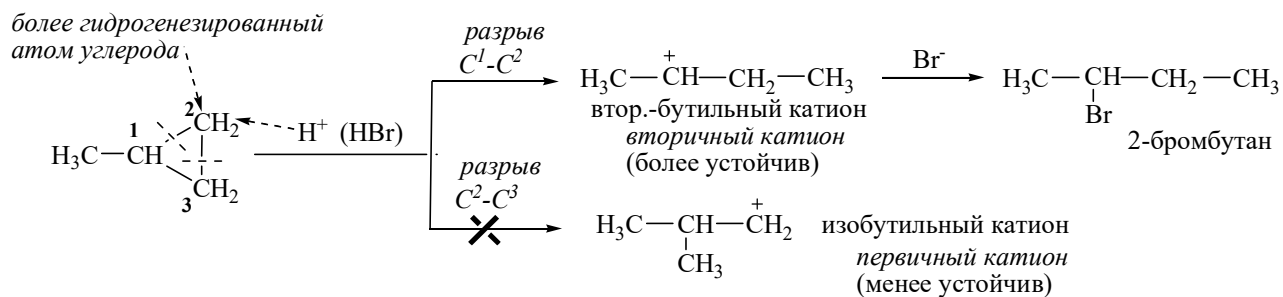 более гидрогенезированный
атом углерода
1
2
3
H₃C—CH
CH₂
CH₂
H⁺ (HBr)
разрыв
C¹-C²
H₃C—CH—CH₂—CH₃
+
втор.-бутильный катион
вторичный катион
(более устойчив)
Br⁻
H₃C—CH—CH₂—CH₃
Br
2-бромбутан
разрыв
C²-C³
H₃C—CH—CH₂
+
CH₃
изобутильный катион
первичный катион
(менее устойчив)